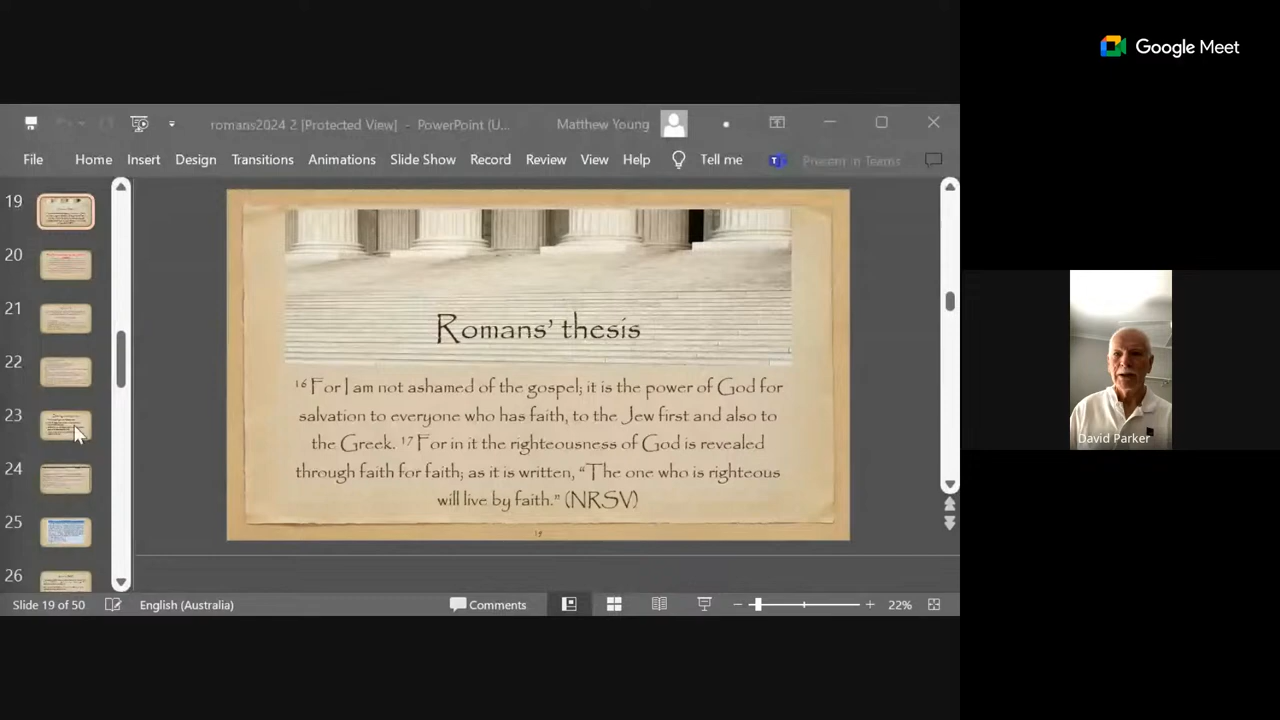 Google Meet
romans2024 2 [Protected View] - PowerPoint (U...
Matthew Young
File Home Insert Design Transitions Animations Slide Show Record Review View Help Tell me Present in Teams
19
20
21
22
23
24
25
26
Romans’ thesis
16 For I am not ashamed of the gospel; it is the power of God for
salvation to everyone who has faith, to the Jew first and also to
the Greek. 17 For in it the righteousness of God is revealed
through faith for faith; as it is written, “The one who is righteous
will live by faith.” (NRSV)
David Parker
Slide 19 of 50 English (Australia) Comments 22%